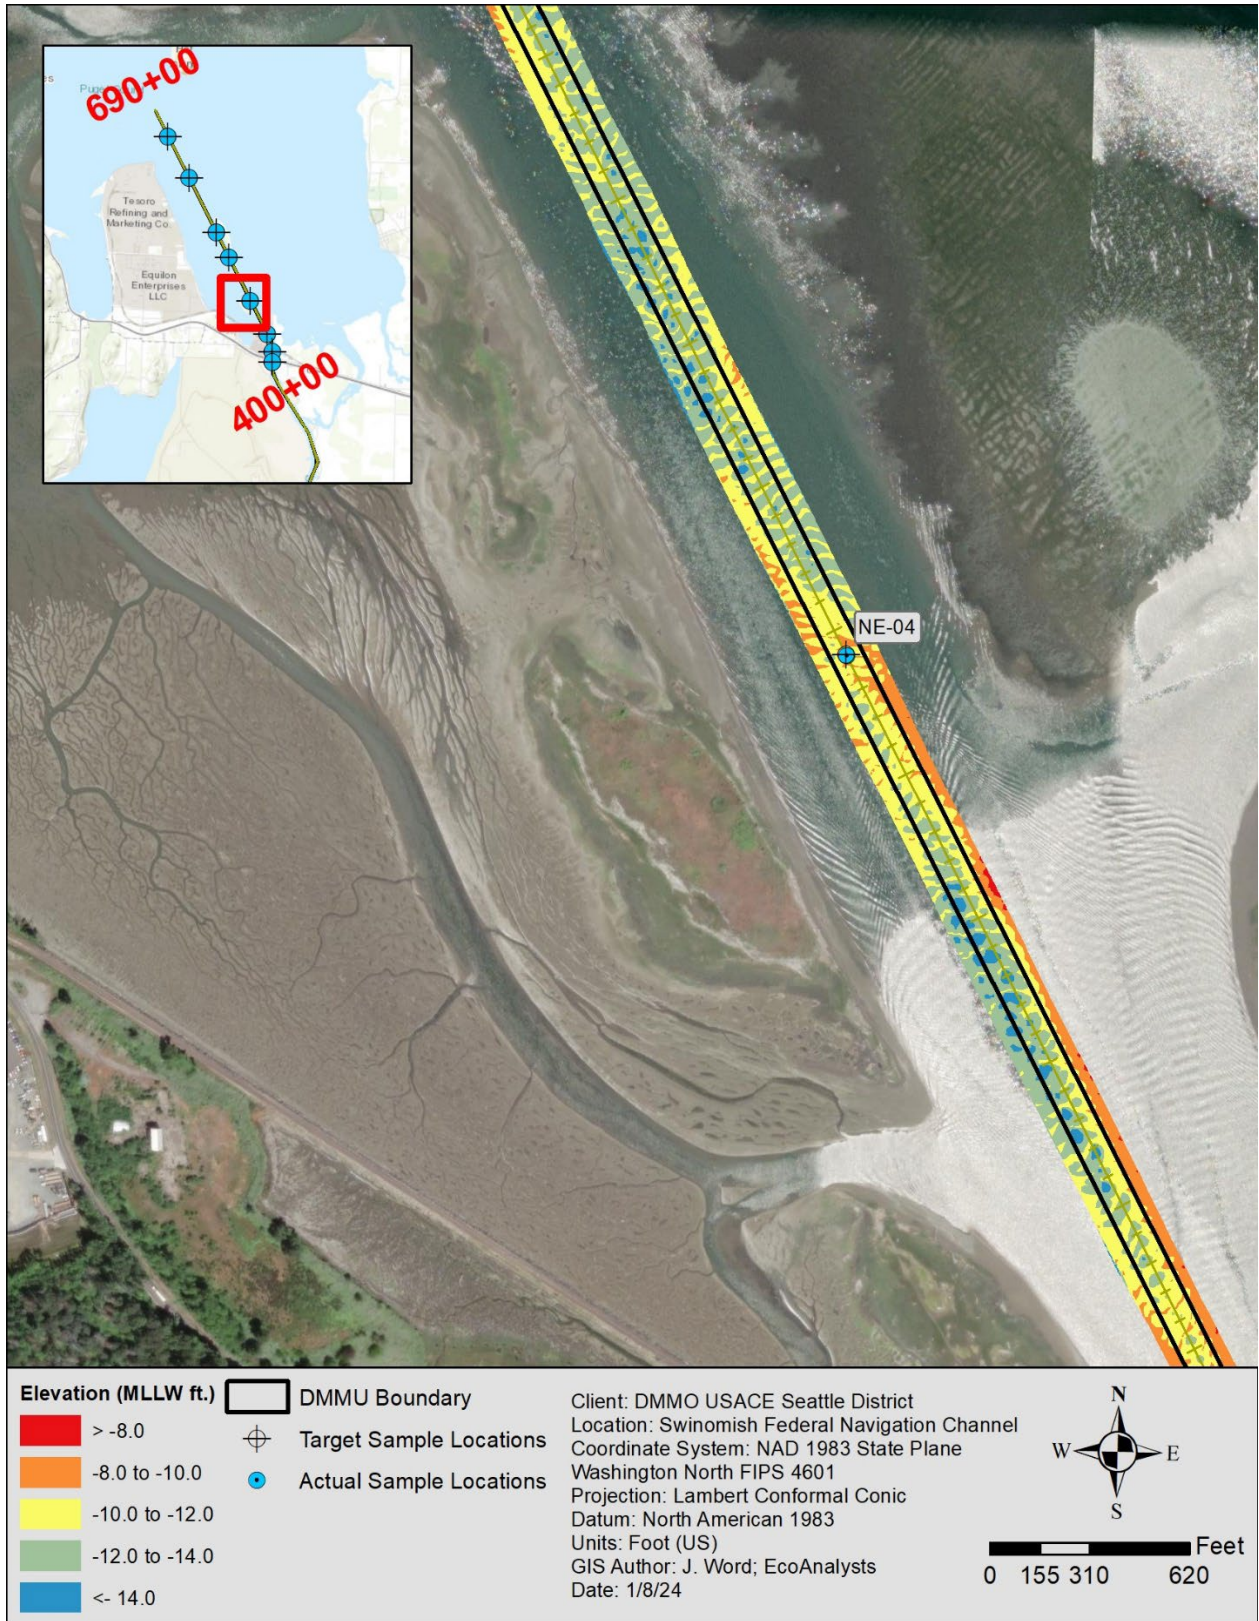 690+00
Tesoro
Refining and
Marketing Co.
Equilon
Enterprises
LLC
400+00
NE-04
Elevation (MLLW ft.)
> -8.0
-8.0 to -10.0
-10.0 to -12.0
-12.0 to -14.0
<- 14.0
DMMU Boundary
Target Sample Locations
Actual Sample Locations
Client: DMMO USACE Seattle District
Location: Swinomish Federal Navigation Channel
Coordinate System: NAD 1983 State Plane
Washington North FIPS 4601
Projection: Lambert Conformal Conic
Datum: North American 1983
Units: Foot (US)
GIS Author: J. Word; EcoAnalysts
Date: 1/8/24
N
W E
S
Feet
0 155 310 620